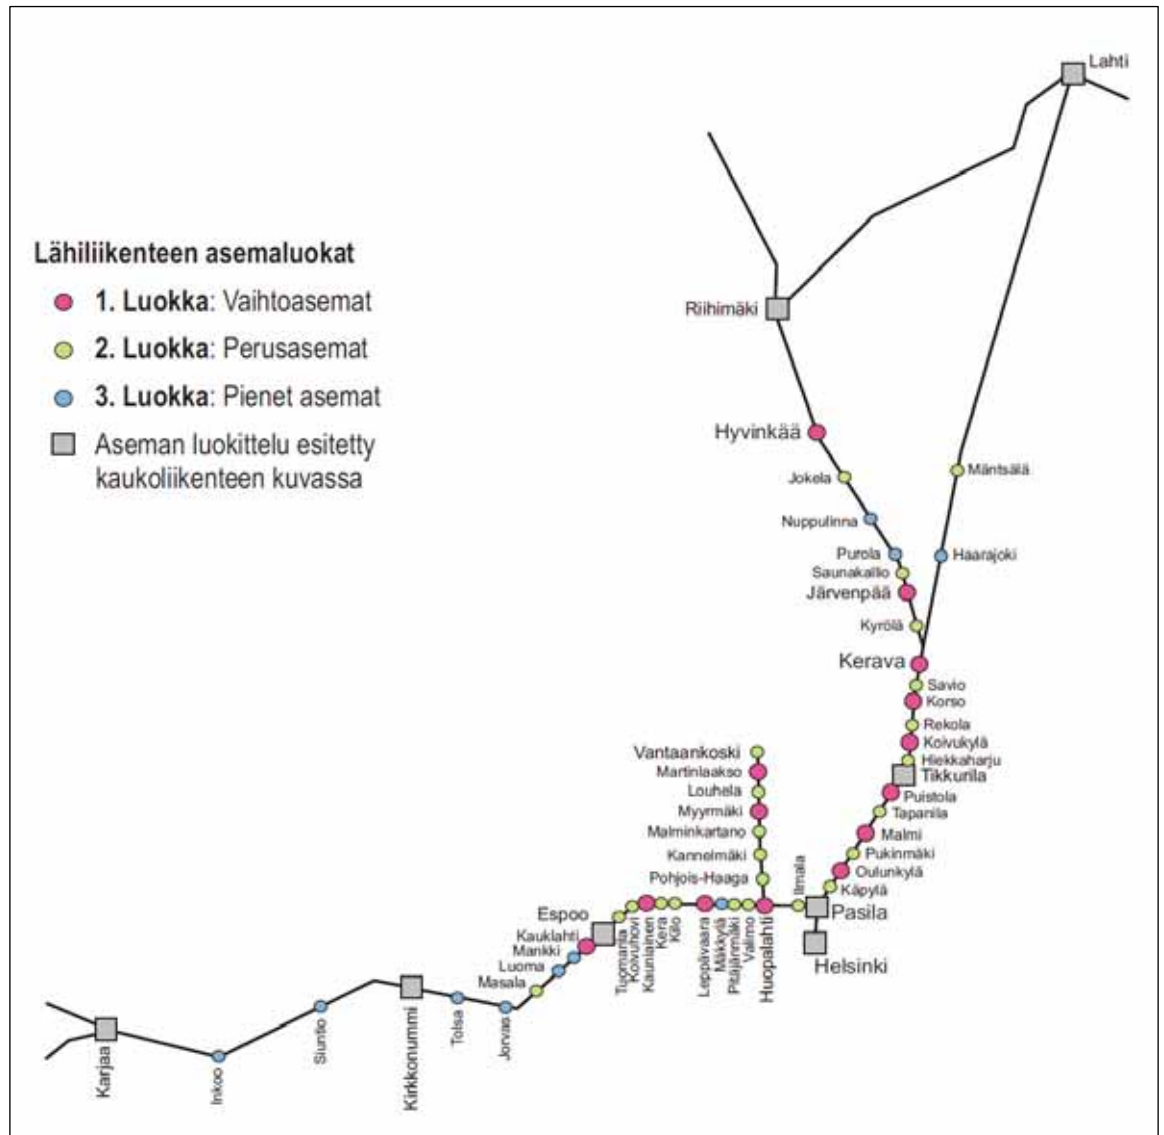 Lahti
Lähiliikenteen asemaluokat
1. Luokka: Vaihtoasemat
2. Luokka: Perusasemat
3. Luokka: Pienet asemat
Aseman luokittelu esitetty
kaukoliikenteen kuvassa
Riihimäki
Hyvinkää
Jokela
Mäntsälä
Nuppulinna
Purola
Haarajoki
Saunakallio
Järvenpää
Kyrölä
Kerava
Savio
Korso
Rekola
Koivukylä
Hiekkaharju
Tikkurila
Puistola
Tapanila
Malmi
Pukinmäki
Oulunkylä
Käpylä
Pasila
Helsinki
Vantaankoski
Martinlaakso
Louhela
Myyrmäki
Malminkartano
Kannelmäki
Pohjois-Haaga
Ilmala
Huopalahti
Valimo
Pitäjänmäki
Mäkkylä
Leppävaara
Kilo
Kera
Kauniainen
Koivuhovi
Tuomarila
Espoo
Kauklahti
Mankki
Luoma
Masala
Jorvas
Tolsa
Kirkkonummi
Siuntio
Inkoo
Karjaa